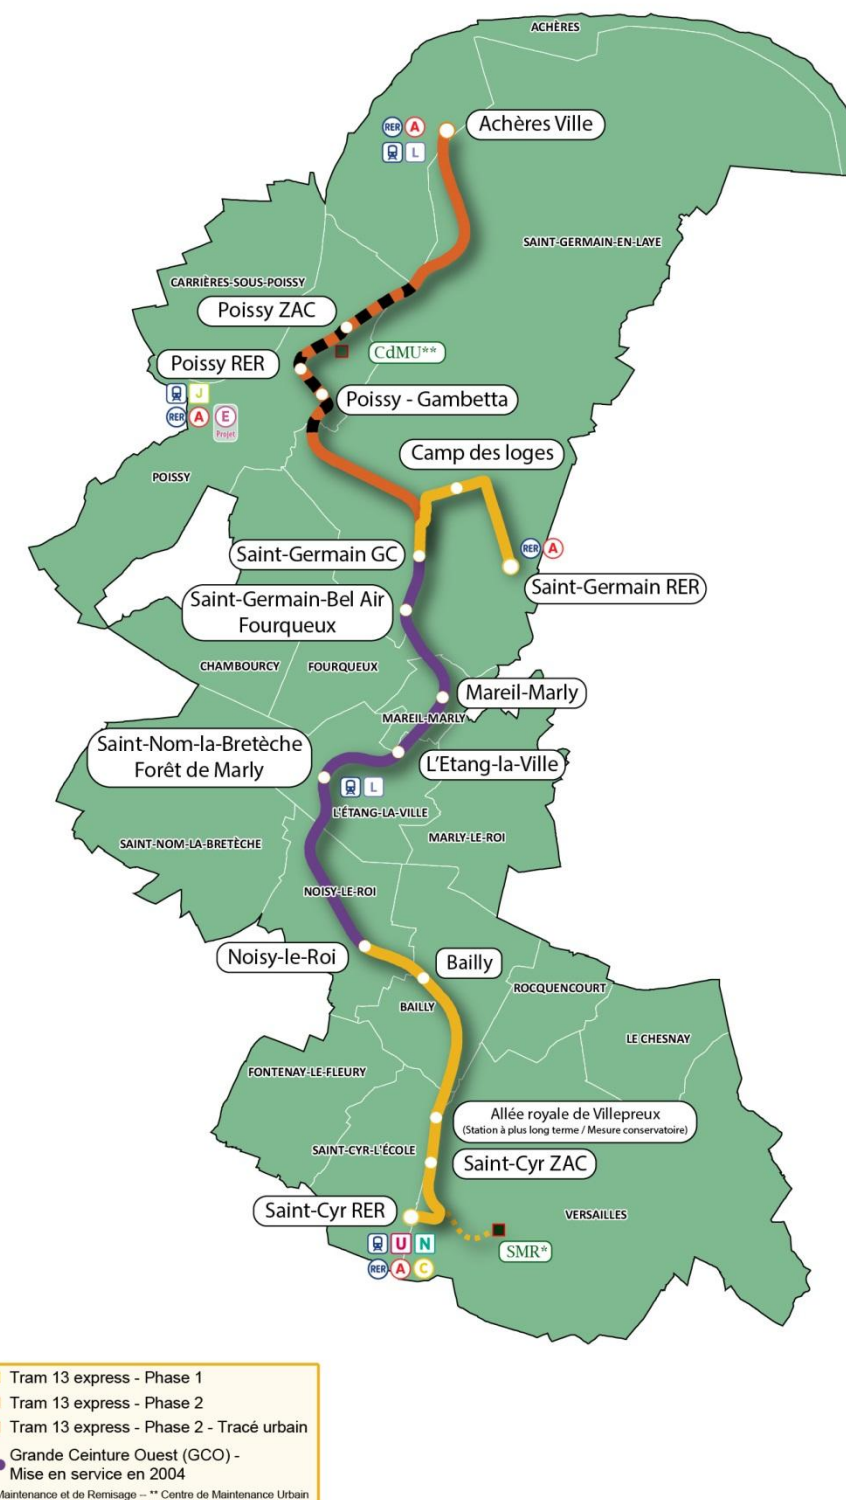 ACHÈRES
RER A
Achères Ville
L
SAINT-GERMAIN-EN-LAYE
CARRIÈRES-SOUS-POISSY
Poissy ZAC
CdMU**
Poissy RER
J
RER A E
Projet
Poissy - Gambetta
Camp des loges
POISSY
Saint-Germain GC
RER A
Saint-Germain RER
Saint-Germain-Bel Air
Fourqueux
CHAMBOURCY
FOURQUEUX
Mareil-Marly
MAREIL-MARLY
Saint-Nom-la-Bretèche
Forêt de Marly
L'Etang-la-Ville
L
L'ÉTANG-LA-VILLE
MARLY-LE-ROI
SAINT-NOM-LA-BRETÈCHE
NOISY-LE-ROI
Noisy-le-Roi
Bailly
ROCQUENCOURT
BAILLY
LE CHESNAY
FONTENAY-LE-FLEURY
Allée royale de Villepreux
(Station à plus long terme / Mesure conservatoire)
SAINT-CYR-L'ÉCOLE
Saint-Cyr ZAC
Saint-Cyr RER
VERSAILLES
U N
SMR*
RER A C
Tram 13 express - Phase 1
Tram 13 express - Phase 2
Tram 13 express - Phase 2 - Tracé urbain
Grande Ceinture Ouest (GCO) -
Mise en service en 2004
Maintenance et de Remisage -- ** Centre de Maintenance Urbain